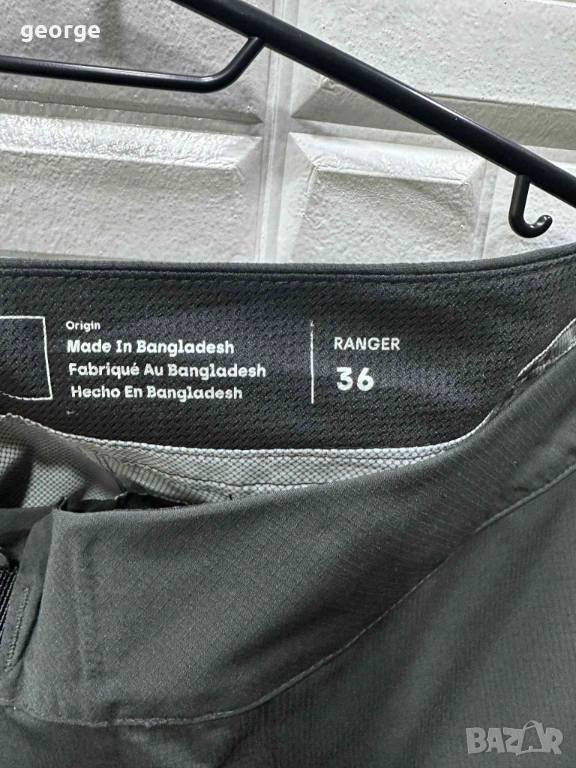 george
Origin
Made In Bangladesh
Fabriqué Au Bangladesh
Hecho En Bangladesh
RANGER
36
BAZAR